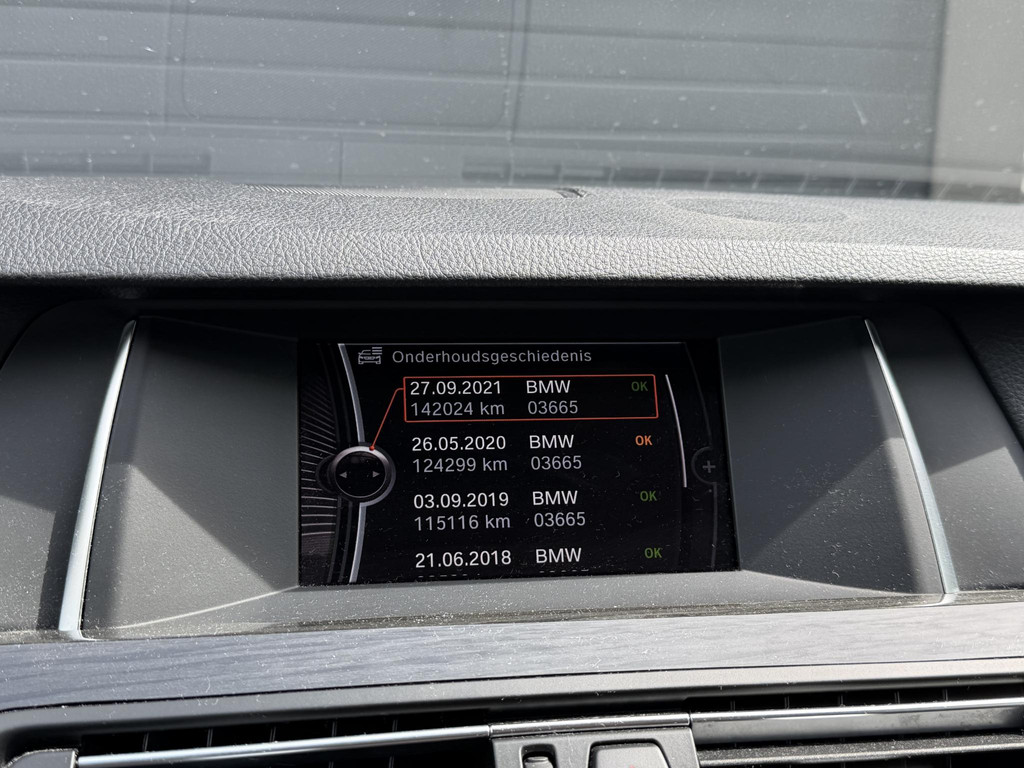 Onderhoudsgeschiedenis
27.09.2021 BMW OK
142024 km 03665
26.05.2020 BMW OK
124299 km 03665
03.09.2019 BMW OK
115116 km 03665
21.06.2018 BMW OK